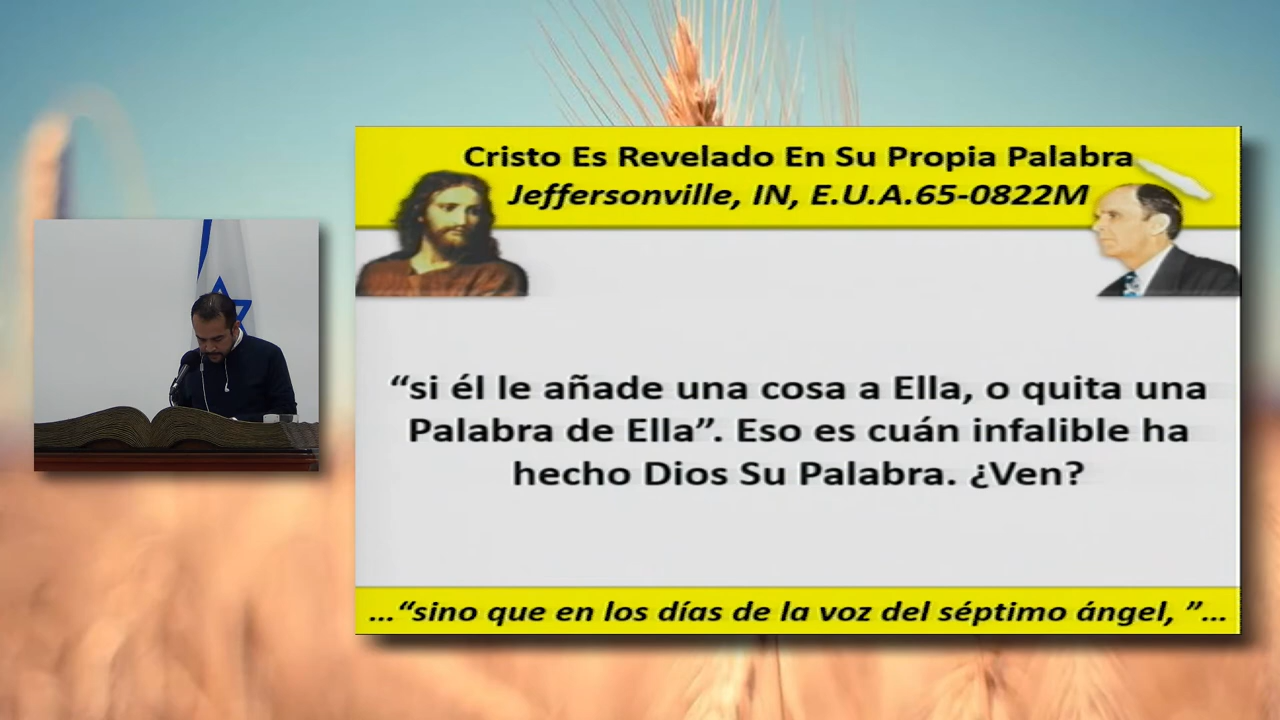 Cristo Es Revelado En Su Propia Palabra
Jeffersonville, IN, E.U.A.65-0822M
“si él le añade una cosa a Ella, o quita una
Palabra de Ella”. Eso es cuán infalible ha
hecho Dios Su Palabra. ¿Ven?
...“sino que en los días de la voz del séptimo ángel, ”...